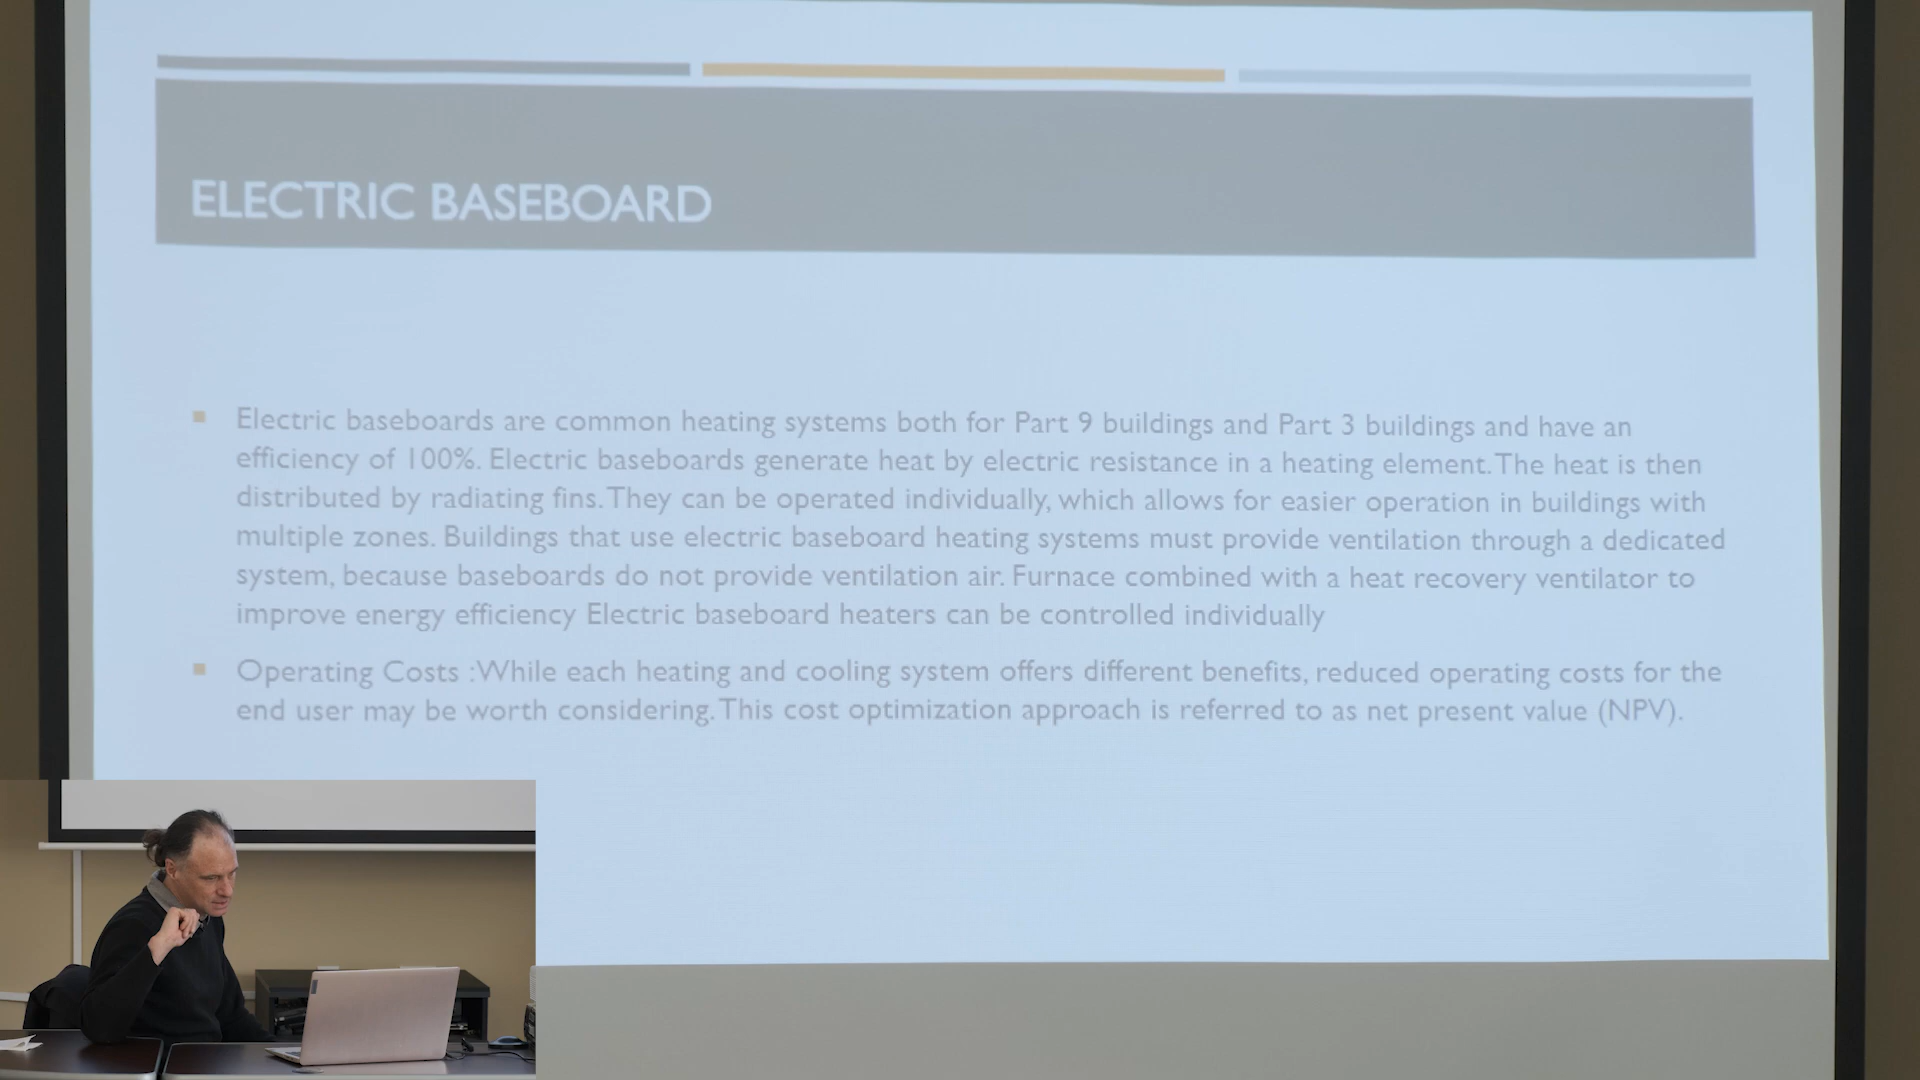 ELECTRIC BASEBOARD
Electric baseboards are common heating systems both for Part 9 buildings and Part 3 buildings and have an
efficiency of 100%. Electric baseboards generate heat by electric resistance in a heating element. The heat is then
distributed by radiating fins. They can be operated individually, which allows for easier operation in buildings with
multiple zones. Buildings that use electric baseboard heating systems must provide ventilation through a dedicated
system, because baseboards do not provide ventilation air. Furnace combined with a heat recovery ventilator to
improve energy efficiency Electric baseboard heaters can be controlled individually
Operating Costs :While each heating and cooling system offers different benefits, reduced operating costs for the
end user may be worth considering. This cost optimization approach is referred to as net present value (NPV).